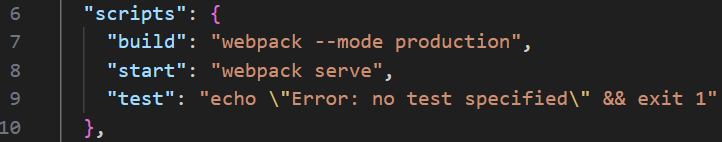 6 "scripts": {
7 "build": "webpack --mode production",
8 "start": "webpack serve",
9 "test": "echo \"Error: no test specified\" && exit 1"
10 },